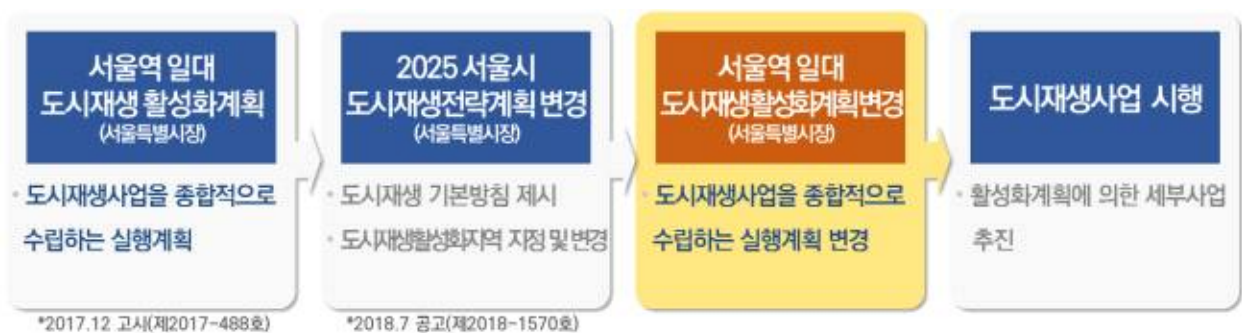 서울역 일대
도시재생 활성화계획
(서울특별시장)
· 도시재생사업을 종합적으로
수립하는 실행계획
*2017.12 고시(제2017-488호)
2025 서울시
도시재생전략계획 변경
(서울특별시장)
· 도시재생 기본방침 제시
· 도시재생활성화지역 지정 및 변경
*2018.7 공고(제2018-1570호)
서울역 일대
도시재생활성화계획변경
(서울특별시장)
· 도시재생사업을 종합적으로
수립하는 실행계획 변경
도시재생사업 시행
· 활성화계획에 의한 세부사업
추진